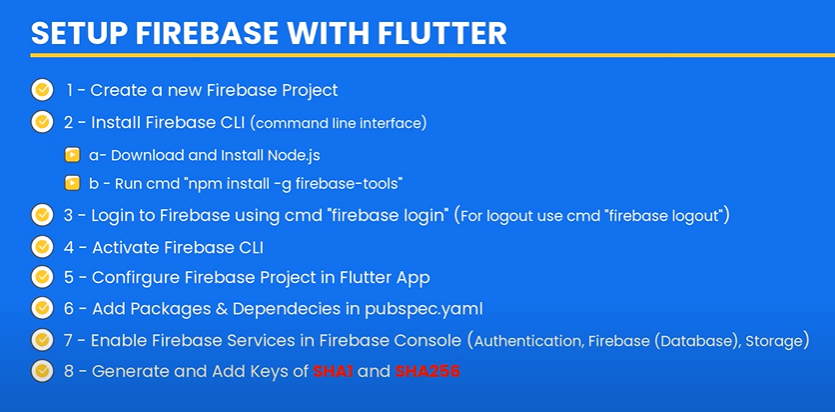 SETUP FIREBASE WITH FLUTTER
1 - Create a new Firebase Project
2 - Install Firebase CLI (command line interface)
a- Download and Install Node.js
b - Run cmd "npm install -g firebase-tools"
3 - Login to Firebase using cmd "firebase login" (For logout use cmd "firebase logout")
4 - Activate Firebase CLI
5 - Confirgure Firebase Project in Flutter App
6 - Add Packages & Dependecies in pubspec.yaml
7 - Enable Firebase Services in Firebase Console (Authentication, Firebase (Database), Storage)
8 - Generate and Add Keys of SHA1 and SHA256